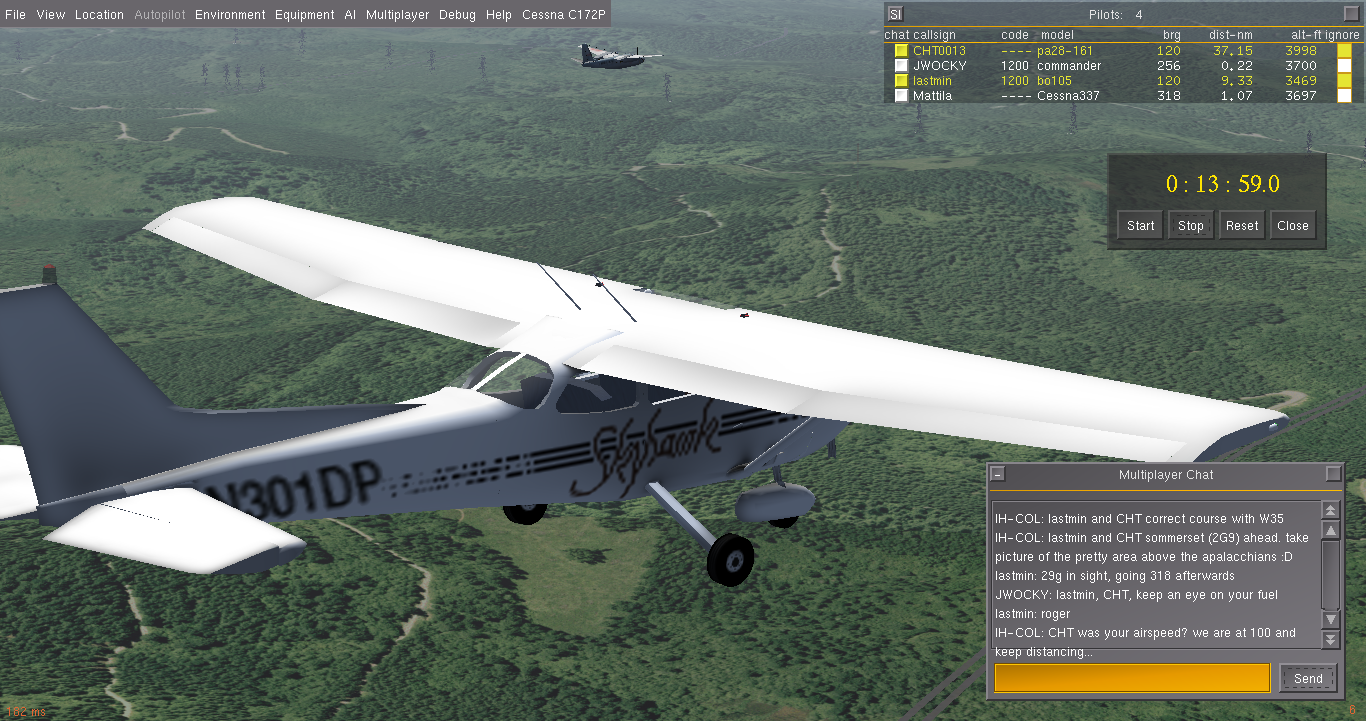 File View Location Autopilot Environment Equipment AI Multiplayer Debug Help Cessna C172P
SI Pilots: 4
chat callsign code model brg dist-nm alt-ft ignore
CHT0013 ---- pa28-161 120 37.15 3998
JWOCKY 1200 commander 256 0.22 3700
lastmin 1200 bo105 120 9.33 3469
Mattila ---- Cessna337 318 1.07 3697
0 : 13 : 59.0
Start Stop Reset Close
Skyhawk
N301DP
Multiplayer Chat
IH-COL: lastmin and CHT correct course with W35
IH-COL: lastmin and CHT sommerset (2G9) ahead. take
picture of the pretty area above the apalacchians :D
lastmin: 29g in sight, going 318 afterwards
JWOCKY: lastmin, CHT, keep an eye on your fuel
lastmin: roger
IH-COL: CHT was your airspeed? we are at 100 and
keep distancing...
Send
182 ms
6